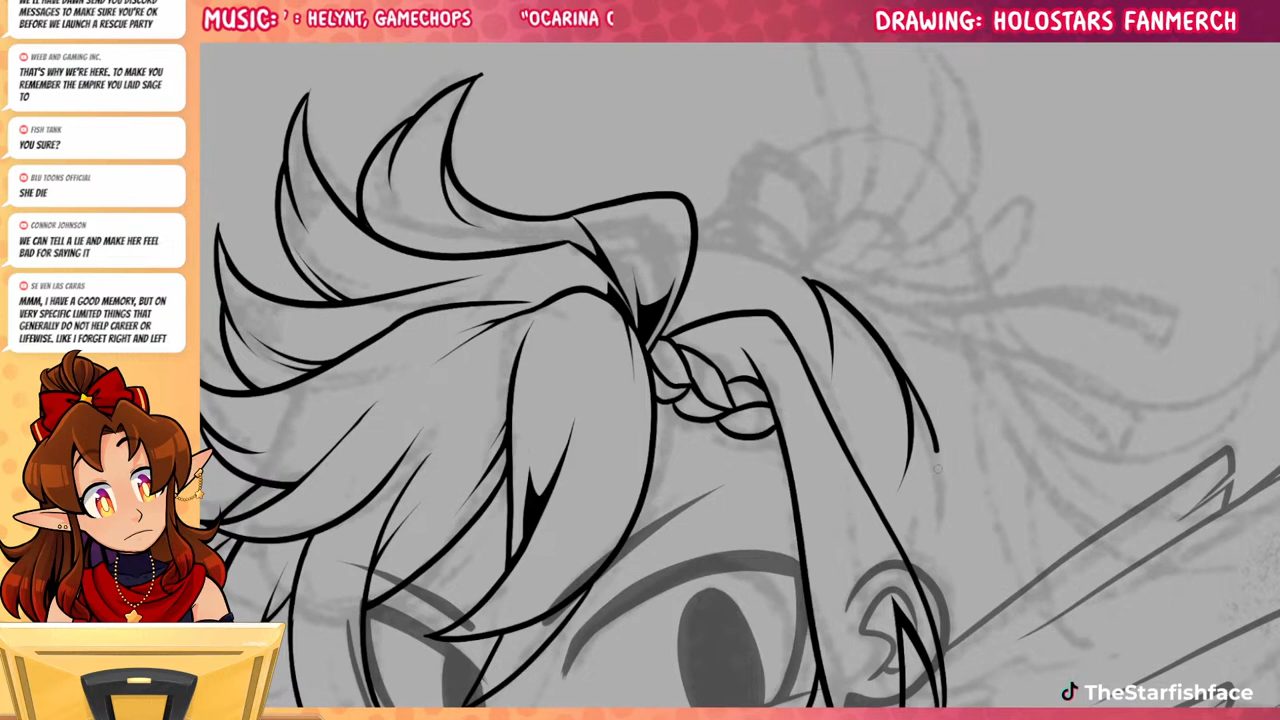 WE'LL HAVE DAWN SEND YOU DISCORD
MESSAGES TO MAKE SURE YOU'RE OK
BEFORE WE LAUNCH A RESCUE PARTY
WEEB AND GAMING INC.
THAT'S WHY WE'RE HERE. TO MAKE YOU
REMEMBER THE EMPIRE YOU LAID SAGE
TO
FISH TANK
YOU SURE?
BLU TOONS OFFICIAL
SHE DIE
CONNOR JOHNSON
WE CAN TELL A LIE AND MAKE HER FEEL
BAD FOR SAYING IT
SE VEN LAS CARAS
MMM, I HAVE A GOOD MEMORY, BUT ON
VERY SPECIFIC LIMITED THINGS THAT
GENERALLY DO NOT HELP CAREER OR
LIFEWISE. LIKE I FORGET RIGHT AND LEFT
MUSIC: ' : HELYNT, GAMECHOPS "OCARINA
DRAWING: HOLOSTARS FANMERCH
TheStarfishface